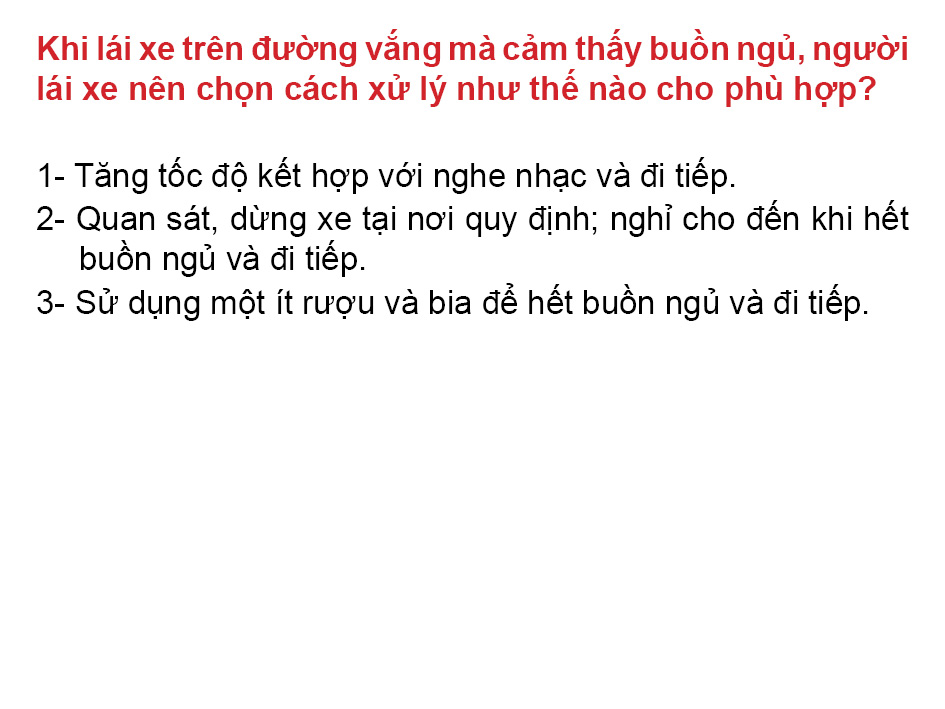 Khi lái xe trên đường vắng mà cảm thấy buồn ngủ, người
lái xe nên chọn cách xử lý như thế nào cho phù hợp?
1- Tăng tốc độ kết hợp với nghe nhạc và đi tiếp.
2- Quan sát, dừng xe tại nơi quy định; nghỉ cho đến khi hết
buồn ngủ và đi tiếp.
3- Sử dụng một ít rượu và bia để hết buồn ngủ và đi tiếp.